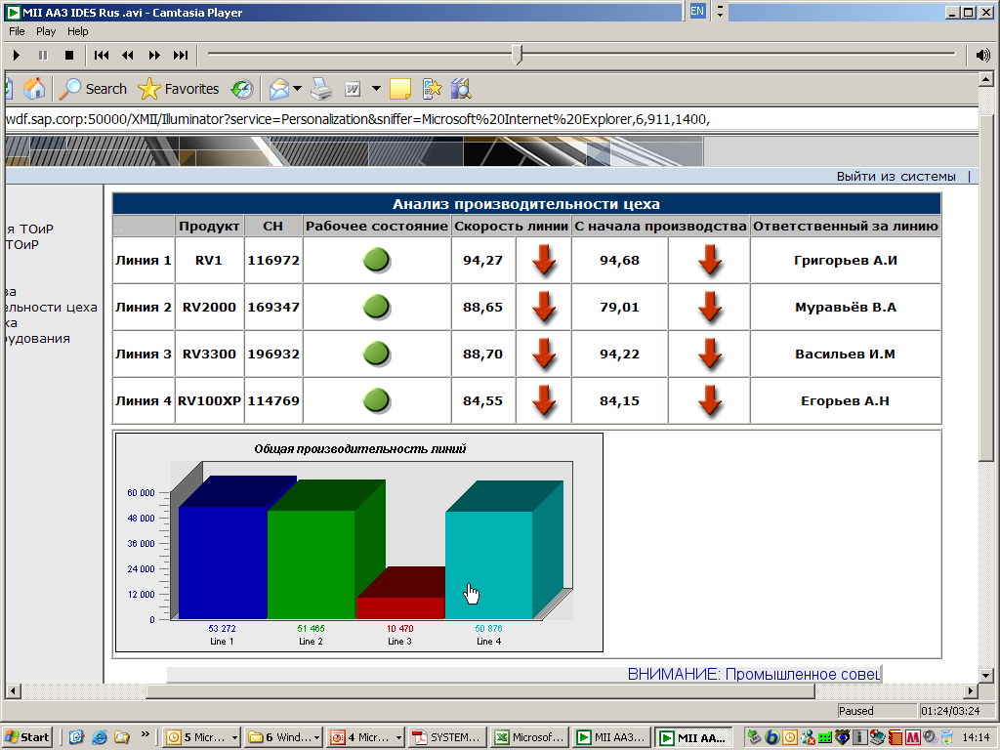 MII AA3 IDES Rus .avi - Camtasia Player
EN
File Play Help
Search Favorites
wdf.sap.corp:50000/XMII/Illuminator?service=Personalization&sniffer=Microsoft%20Internet%20Explorer,6,911,1400,
Выйти из системы |
я ТОиР
ТОиР
ва
ельности цеха
ка
рудования
Анализ производительности цеха
Продукт СН Рабочее состояние Скорость линии С начала производства Ответственный за линию
Линия 1 RV1 116972 94,27 94,68 Григорьев А.И
Линия 2 RV2000 169347 88,65 79,01 Муравьёв В.А
Линия 3 RV3300 196932 88,70 94,22 Васильев И.М
Линия 4 RV100XP 114769 84,55 84,15 Егорьев А.Н
Общая производительность линий
60 000
48 000
36 000
24 000
12 000
0
53 272 51 465 10 470 50 876
Line 1 Line 2 Line 3 Line 4
ВНИМАНИЕ: Промышленное совещ
Paused 01:24/03:24
Start » 5 Micr... 6 Wind... 4 Micr... SYSTEM... Microsof... MII AA3... MII AA... 14:14